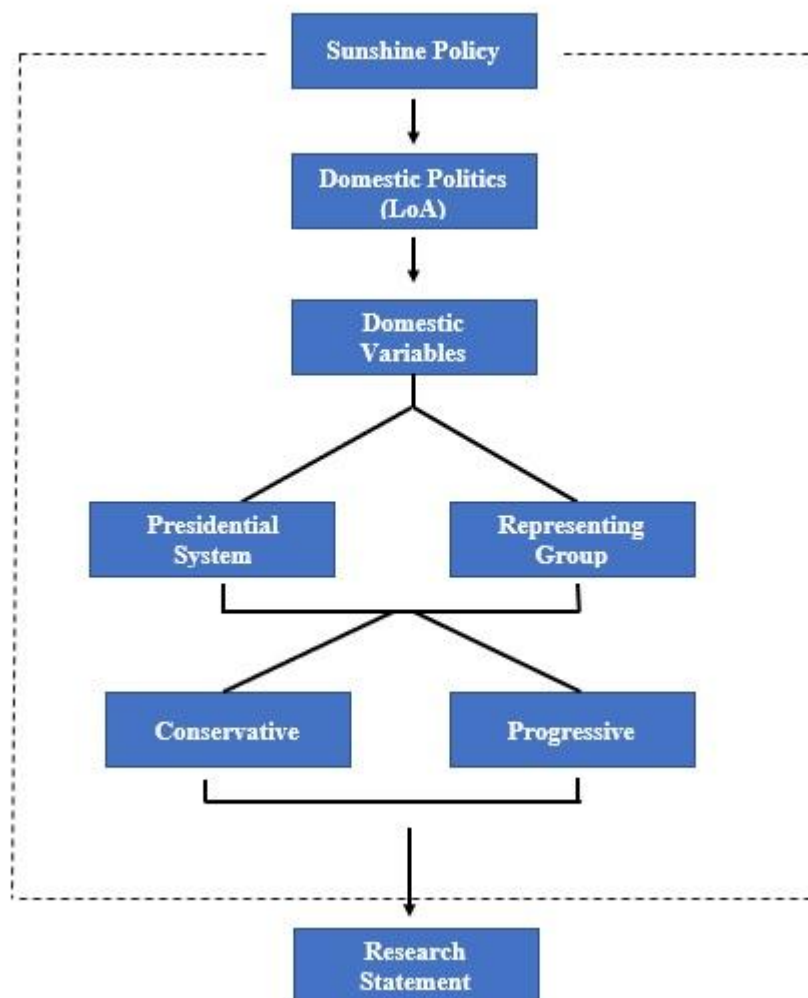 Sunshine Policy
Domestic Politics
(LoA)
Domestic
Variables
Presidential
System
Representing
Group
Conservative
Progressive
Research
Statement